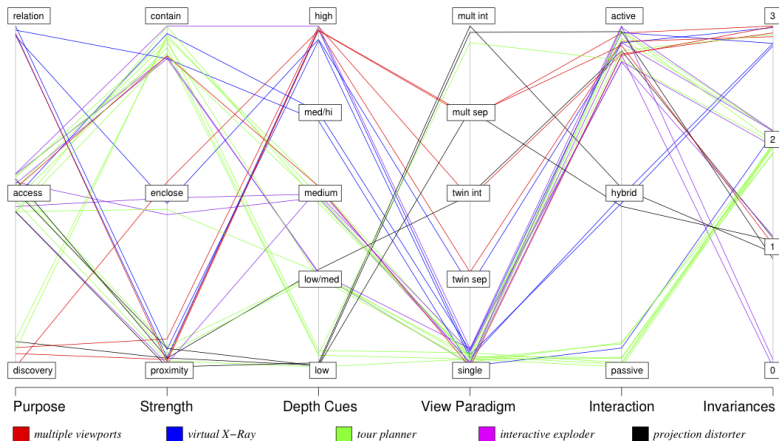 relation contain high mult int active 3
med/hi mult sep
2
access enclose medium twin int hybrid
1
low/med twin sep
discovery proximity low single passive 0
Purpose Strength Depth Cues View Paradigm Interaction Invariances
multiple viewports virtual X-Ray tour planner interactive exploder projection distorter